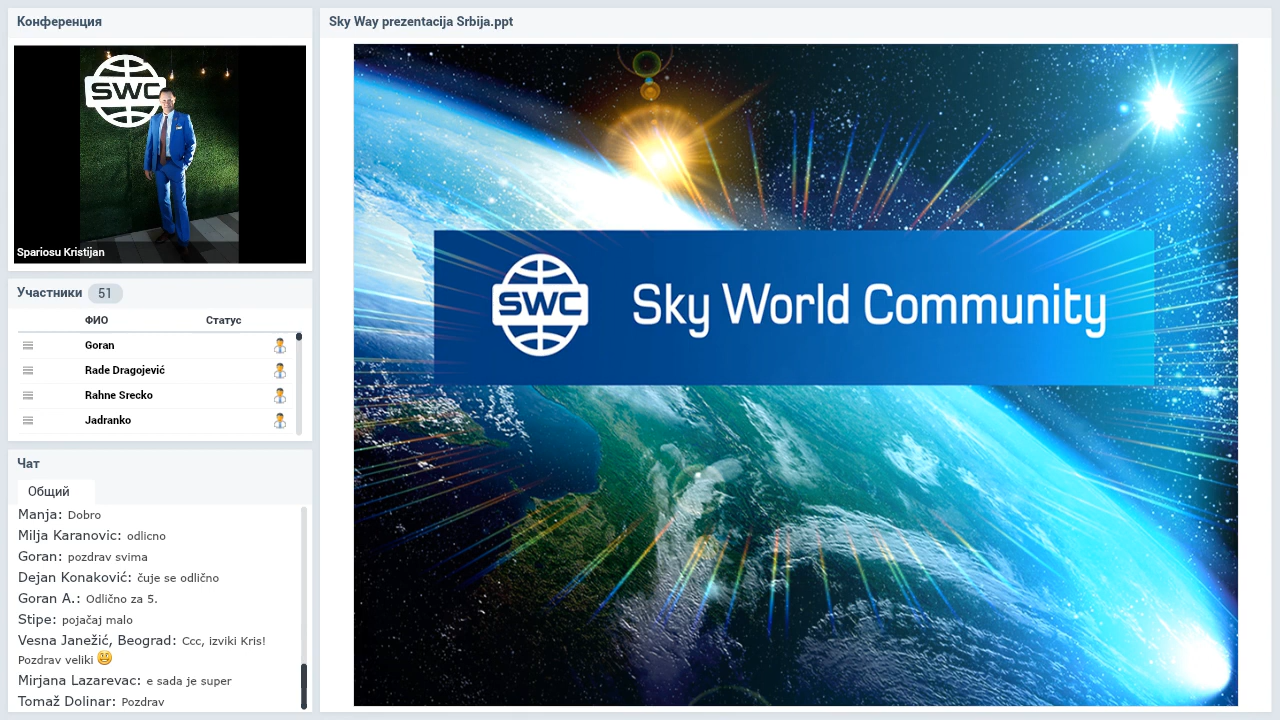 Конференция
SWC
Spariosu Kristijan
Участники 51
ФИО Статус
Goran
Rade Dragojević
Rahne Srecko
Jadranko
Чат
Общий
Manja: Dobro
Milja Karanovic: odlicno
Goran: pozdrav svima
Dejan Konaković: čuje se odlično
Goran A.: Odlično za 5.
Stipe: pojačaj malo
Vesna Janežić, Beograd: Ccc, izviki Kris!
Pozdrav veliki
Mirjana Lazarevac: e sada je super
Tomaž Dolinar: Pozdrav
Sky Way prezentacija Srbija.ppt
SWC Sky World Community